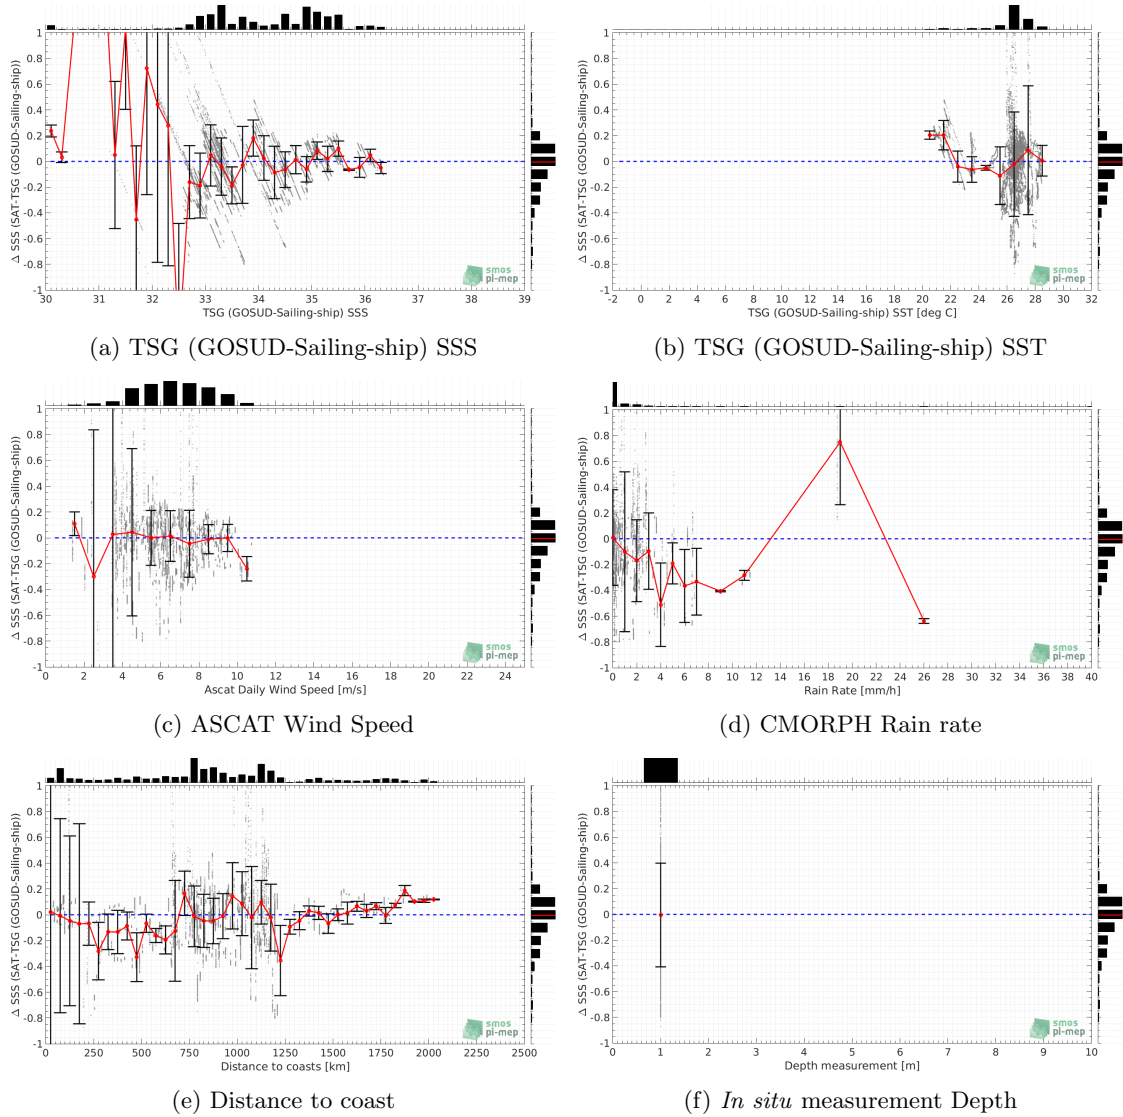 1
0.8
0.6
0.4
0.2
0
-0.2
-0.4
-0.6
-0.8
-1
Δ SSS (SAT-TSG (GOSUD-Sailing-ship))
smos
pi-mep
30 31 32 33 34 35 36 37 38 39
TSG (GOSUD-Sailing-ship) SSS
(a) TSG (GOSUD-Sailing-ship) SSS
1
0.8
0.6
0.4
0.2
0
-0.2
-0.4
-0.6
-0.8
-1
Δ SSS (SAT-TSG (GOSUD-Sailing-ship))
smos
pi-mep
-2 0 2 4 6 8 10 12 14 16 18 20 22 24 26 28 30 32
TSG (GOSUD-Sailing-ship) SST [deg C]
(b) TSG (GOSUD-Sailing-ship) SST
1
0.8
0.6
0.4
0.2
0
-0.2
-0.4
-0.6
-0.8
-1
Δ SSS (SAT-TSG (GOSUD-Sailing-ship))
smos
pi-mep
0 2 4 6 8 10 12 14 16 18 20 22 24
Ascat Daily Wind Speed [m/s]
(c) ASCAT Wind Speed
1
0.8
0.6
0.4
0.2
0
-0.2
-0.4
-0.6
-0.8
-1
Δ SSS (SAT-TSG (GOSUD-Sailing-ship))
smos
pi-mep
0 2 4 6 8 10 12 14 16 18 20 22 24 26 28 30 32 34 36 38 40
Rain Rate [mm/h]
(d) CMORPH Rain rate
1
0.8
0.6
0.4
0.2
0
-0.2
-0.4
-0.6
-0.8
-1
Δ SSS (SAT-TSG (GOSUD-Sailing-ship))
smos
pi-mep
0 250 500 750 1000 1250 1500 1750 2000 2250 2500
Distance to coasts [km]
(e) Distance to coast
1
0.8
0.6
0.4
0.2
0
-0.2
-0.4
-0.6
-0.8
-1
Δ SSS (SAT-TSG (GOSUD-Sailing-ship))
smos
pi-mep
0 1 2 3 4 5 6 7 8 9 10
Depth measurement [m]
(f) In situ measurement Depth